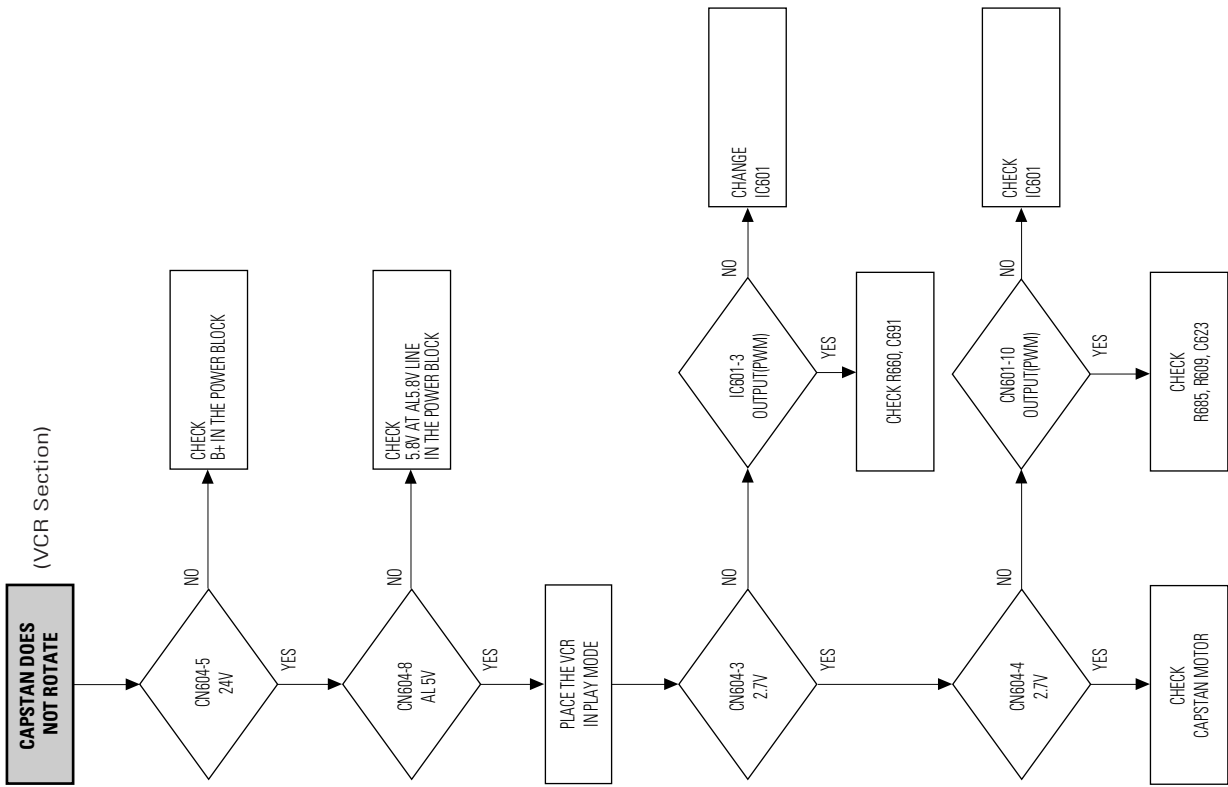 CAPSTAN DOES
NOT ROTATE
(VCR Section)
CN604-5
24V
NO
CHECK
B+ IN THE POWER BLOCK
YES
CN604-8
AL 5V
NO
CHECK
5.8V AT AL5.8V LINE
IN THE POWER BLOCK
YES
PLACE THE VCR
IN PLAY MODE
CN604-3
2.7V
NO
IC601-3
OUTPUT(PWM)
NO
CHANGE
IC601
YES
CHECK R660, C691
YES
CN604-4
2.7V
NO
CN601-10
OUTPUT(PWM)
NO
CHECK
IC601
YES
CHECK
R685, R609, C623
YES
CHECK
CAPSTAN MOTOR